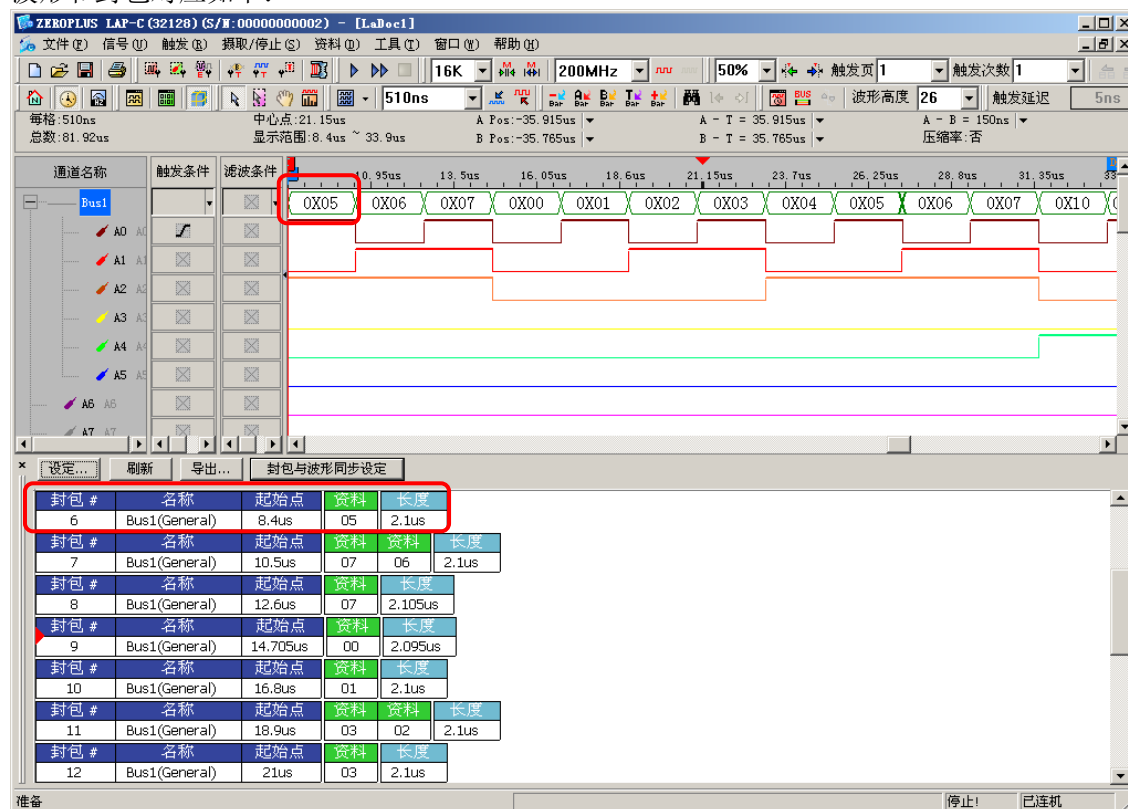 ZEROPLUS LAP-C (32128) (S/N:00000000002) - [LaDoc1]
文件(F) 信号(U) 触发(R) 摄取/停止(S) 资料(D) 工具(T) 窗口(W) 帮助(H)
16K 200MHz 50% 触发页 1 触发次数 1
510ns Bar Bar Bar Bar Bar 波形高度 26 触发延迟 5ns
每格:510ns 中心点:21.15us A Pos:-35.915us A - T = 35.915us A - B = 150ns
总数:81.92us 显示范围:8.4us ~ 33.9us B Pos:-35.765us B - T = 35.765us 压缩率:否
通道名称 触发条件 滤波条件 10.95us 13.5us 16.05us 18.6us 21.15us 23.7us 26.25us 28.8us 31.35us
Bus1 0X05 0X06 0X07 0X00 0X01 0X02 0X03 0X04 0X05 0X06 0X07 0X10
A0 A0
A1 A1
A2 A2
A3 A3
A4 A4
A5 A5
A6 A6
A7 A7
设定... 刷新 导出... 封包与波形同步设定
封包 # 名称 起始点 资料 长度
6 Bus1(General) 8.4us 05 2.1us
封包 # 名称 起始点 资料 资料 长度
7 Bus1(General) 10.5us 07 06 2.1us
封包 # 名称 起始点 资料 长度
8 Bus1(General) 12.6us 07 2.105us
封包 # 名称 起始点 资料 长度
9 Bus1(General) 14.705us 00 2.095us
封包 # 名称 起始点 资料 长度
10 Bus1(General) 16.8us 01 2.1us
封包 # 名称 起始点 资料 资料 长度
11 Bus1(General) 18.9us 03 02 2.1us
封包 # 名称 起始点 资料 长度
12 Bus1(General) 21us 03 2.1us
准备 停止! 已连机